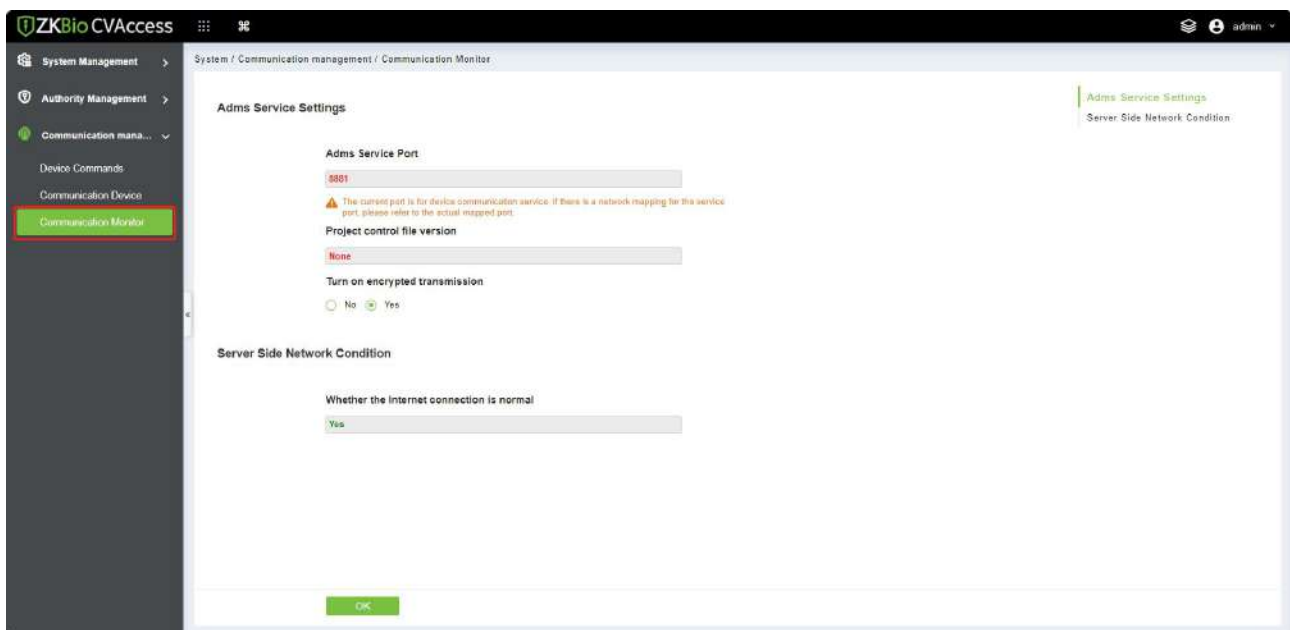 ZKBio CVAccess
admin
System Management
Authority Management
Communication mana...
Device Commands
Communication Device
Communication Monitor
System / Communication management / Communication Monitor
Adms Service Settings
Adms Service Port
8881
The current port is for device communication service. If there is a network mapping for the service
port, please refer to the actual mapped port.
Project control file version
None
Turn on encrypted transmission
No Yes
Server Side Network Condition
Whether the Internet connection is normal
Yes
OK
Adms Service Settings
Server Side Network Condition